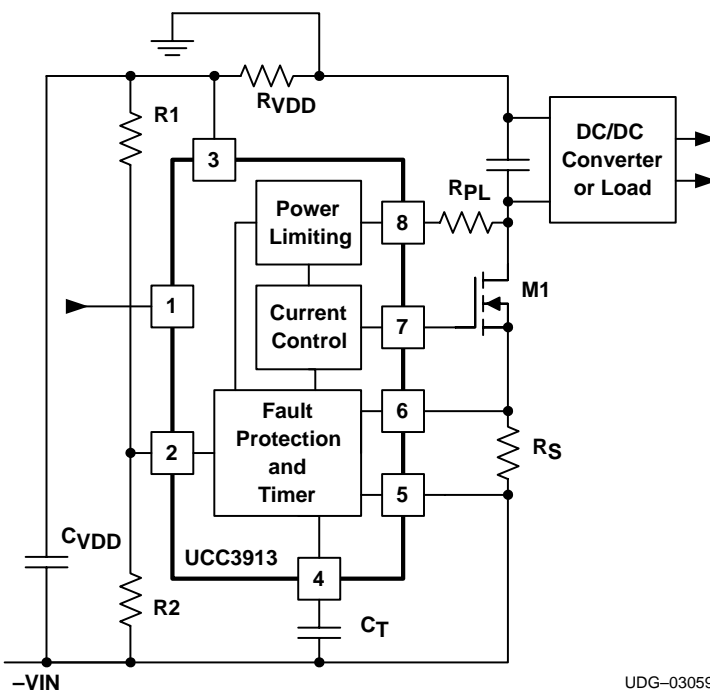 R1
RVDD
3
DC/DC
Converter
or Load
Power
Limiting
8
RPL
1
Current
Control
7
M1
2
Fault
Protection
and
Timer
6
5
RS
CVDD
UCC3913
4
R2
CT
–VIN
UDG–03059